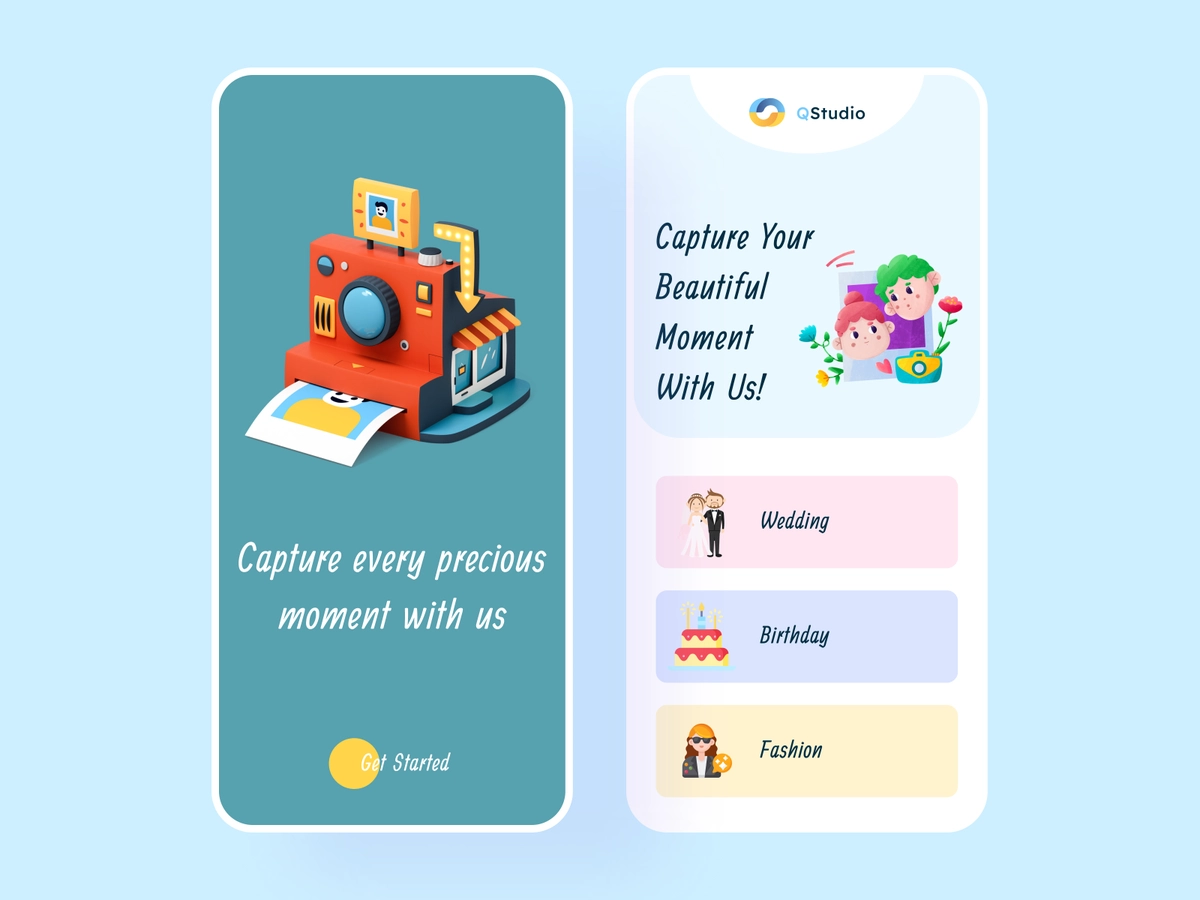 Capture every precious
moment with us
Get Started
QStudio
Capture Your
Beautiful
Moment
With Us!
Wedding
Birthday
Fashion